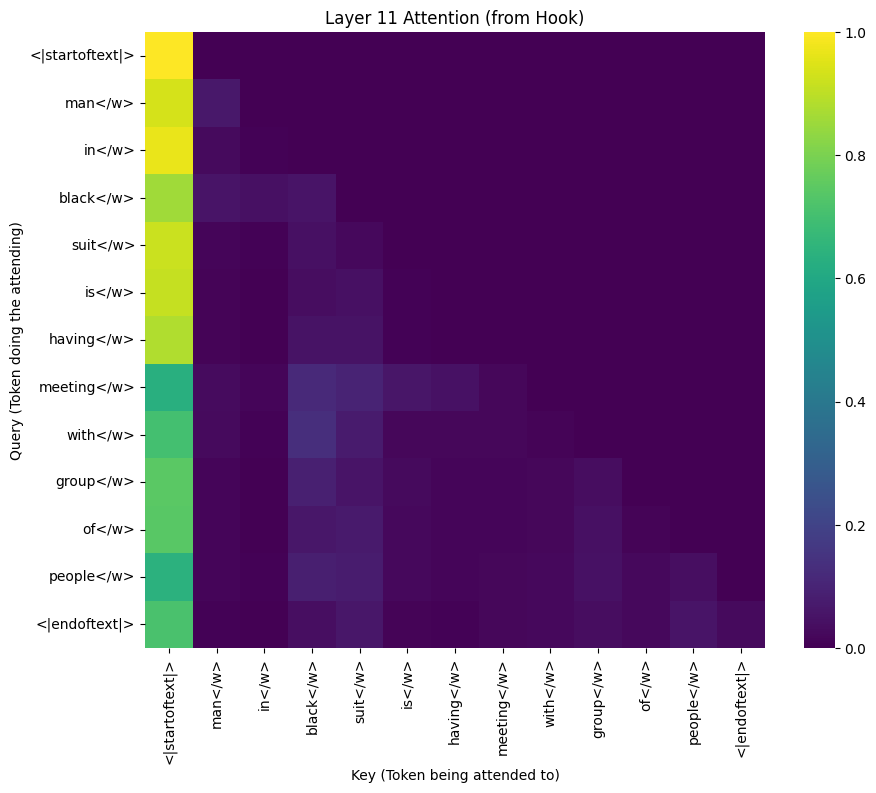 Layer 11 Attention (from Hook)
<|startoftext|>
man</w>
in</w>
black</w>
suit</w>
is</w>
having</w>
meeting</w>
with</w>
group</w>
of</w>
people</w>
<|endoftext|>
Query (Token doing the attending)
<|startoftext|>
man</w>
in</w>
black</w>
suit</w>
is</w>
having</w>
meeting</w>
with</w>
group</w>
of</w>
people</w>
<|endoftext|>
Key (Token being attended to)
1.0
0.8
0.6
0.4
0.2
0.0